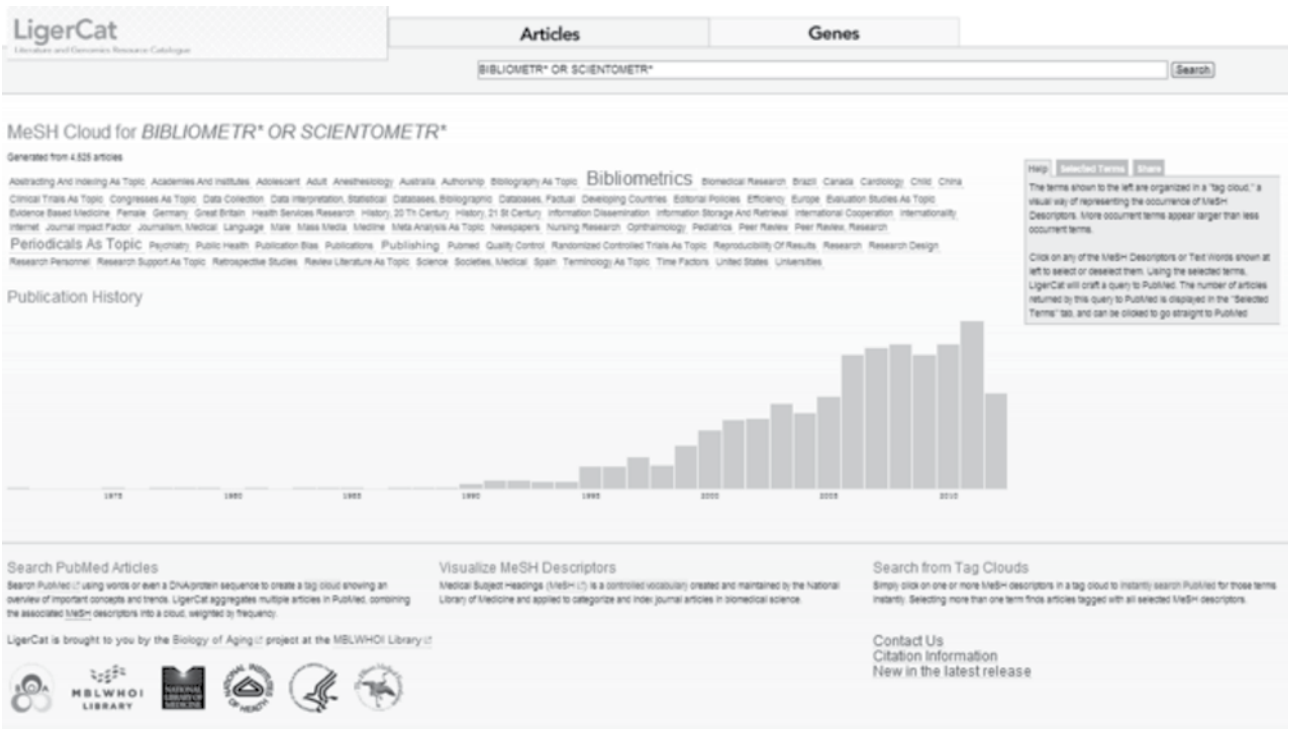 LigerCat
Literature and Genomics Resource Catalogue
Articles
Genes
BIBLIOMETR* OR SCIENTOMETR*
Search
MeSH Cloud for BIBLIOMETR* OR SCIENTOMETR*
Generated from 4,525 articles
Abstracting And Indexing As Topic Academies And Institutes Adolescent Adult Anesthesiology Australia Authorship Bibliography As Topic Bibliometrics Biomedical Research Brazil Canada Cardiology Child China
Clinical Trials As Topic Congresses As Topic Data Collection Data Interpretation, Statistical Databases, Bibliographic Databases, Factual Developing Countries Editorial Policies Efficiency Europe Evaluation Studies As Topic
Evidence Based Medicine Female Germany Great Britain Health Services Research History, 20 Th Century History, 21 St Century Information Dissemination Information Storage And Retrieval International Cooperation Internationality
Internet Journal Impact Factor Journalism, Medical Language Male Mass Media Medline Meta Analysis As Topic Newspapers Nursing Research Ophthalmology Pediatrics Peer Review Peer Review, Research
Periodicals As Topic Psychiatry Public Health Publication Bias Publications Publishing Pubmed Quality Control Randomized Controlled Trials As Topic Reproducibility Of Results Research Research Design
Research Personnel Research Support As Topic Retrospective Studies Review Literature As Topic Science Societies, Medical Spain Terminology As Topic Time Factors United States Universities
Help Selected Terms Share
The terms shown to the left are organized in a "tag cloud," a
visual way of representing the occurrence of MeSH
Descriptors. More occurrent terms appear larger than less
occurrent terms.
Click on any of the MeSH Descriptors or Text Words shown at
left to select or deselect them. Using the selected terms,
LigerCat will craft a query to PubMed. The number of articles
returned by this query to PubMed is displayed in the "Selected
Terms" tab, and can be clicked to go straight to PubMed
Publication History
1975 1980 1985 1990 1995 2000 2005 2010
Search PubMed Articles
Search PubMed using words or even a DNA/protein sequence to create a tag cloud showing an
overview of important concepts and trends. LigerCat aggregates multiple articles in PubMed, combining
the associated MeSH descriptors into a cloud, weighted by frequency.
Visualize MeSH Descriptors
Medical Subject Headings (MeSH) is a controlled vocabulary created and maintained by the National
Library of Medicine and applied to categorize and index journal articles in biomedical science.
Search from Tag Clouds
Simply click on one or more MeSH descriptors in a tag cloud to instantly search PubMed for those terms
instantly. Selecting more than one term finds articles tagged with all selected MeSH descriptors.
LigerCat is brought to you by the Biology of Aging project at the MBLWHOI Library
Contact Us
Citation Information
New in the latest release
MBLWHOI
LIBRARY
NATIONAL
LIBRARY OF
MEDICINE
NATIONAL INSTITUTES
OF HEALTH